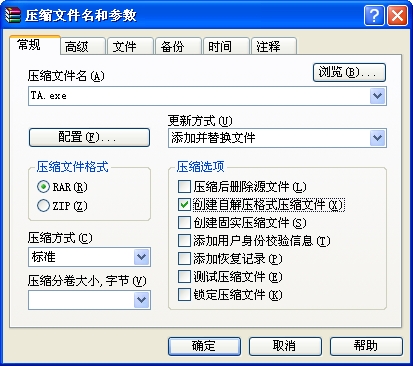 压缩文件名和参数
常规 高级 文件 备份 时间 注释
压缩文件名(A)
浏览(B)...
TA.exe
更新方式(U)
配置(F)...
添加并替换文件
压缩文件格式
RAR(R)
ZIP(Z)
压缩方式(C)
标准
压缩分卷大小,字节(V)
压缩选项
压缩后删除源文件(L)
创建自解压格式压缩文件(X)
创建固实压缩文件(S)
添加用户身份校验信息(T)
添加恢复记录(P)
测试压缩文件(E)
锁定压缩文件(K)
确定 取消 帮助